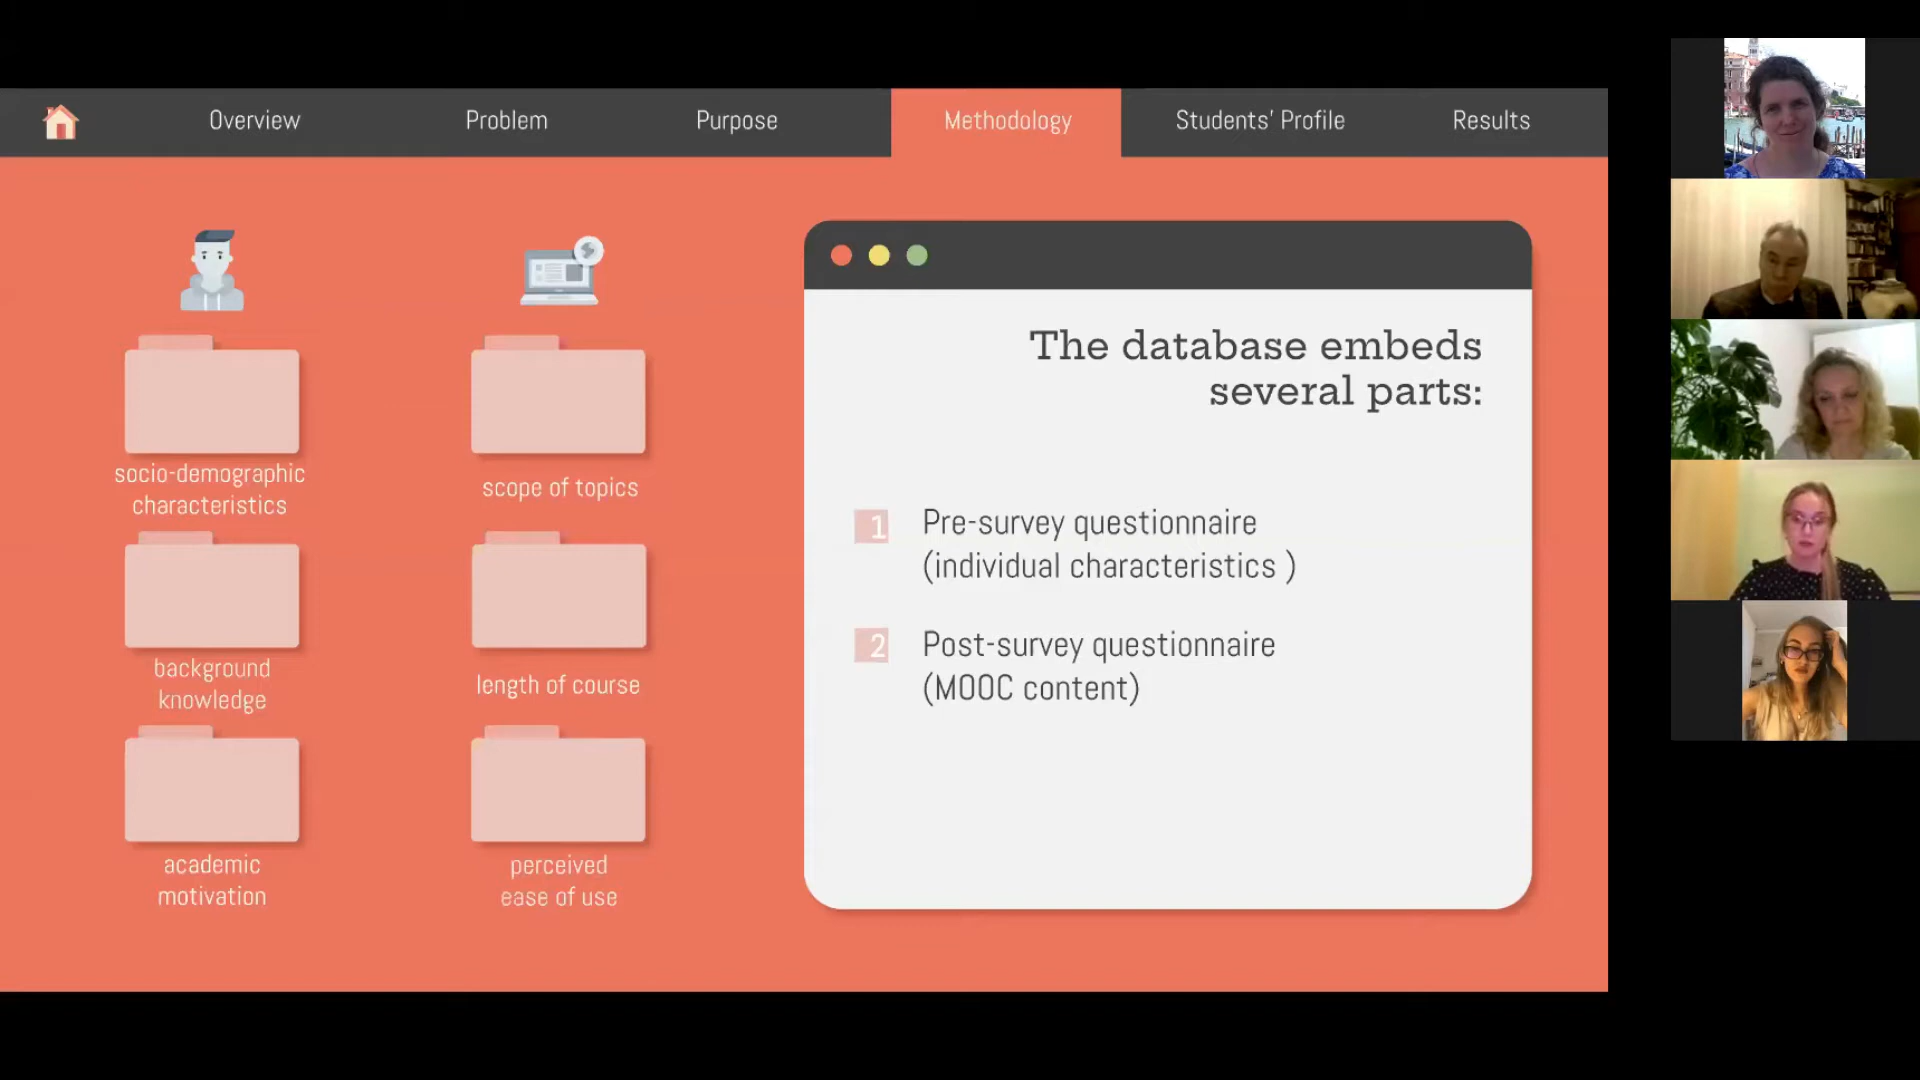 Overview
Problem
Purpose
Methodology
Students' Profile
Results
socio-demographic
characteristics
background
knowledge
academic
motivation
scope of topics
length of course
perceived
ease of use
The database embeds
several parts:
1 Pre-survey questionnaire
(individual characteristics )
2 Post-survey questionnaire
(MOOC content)